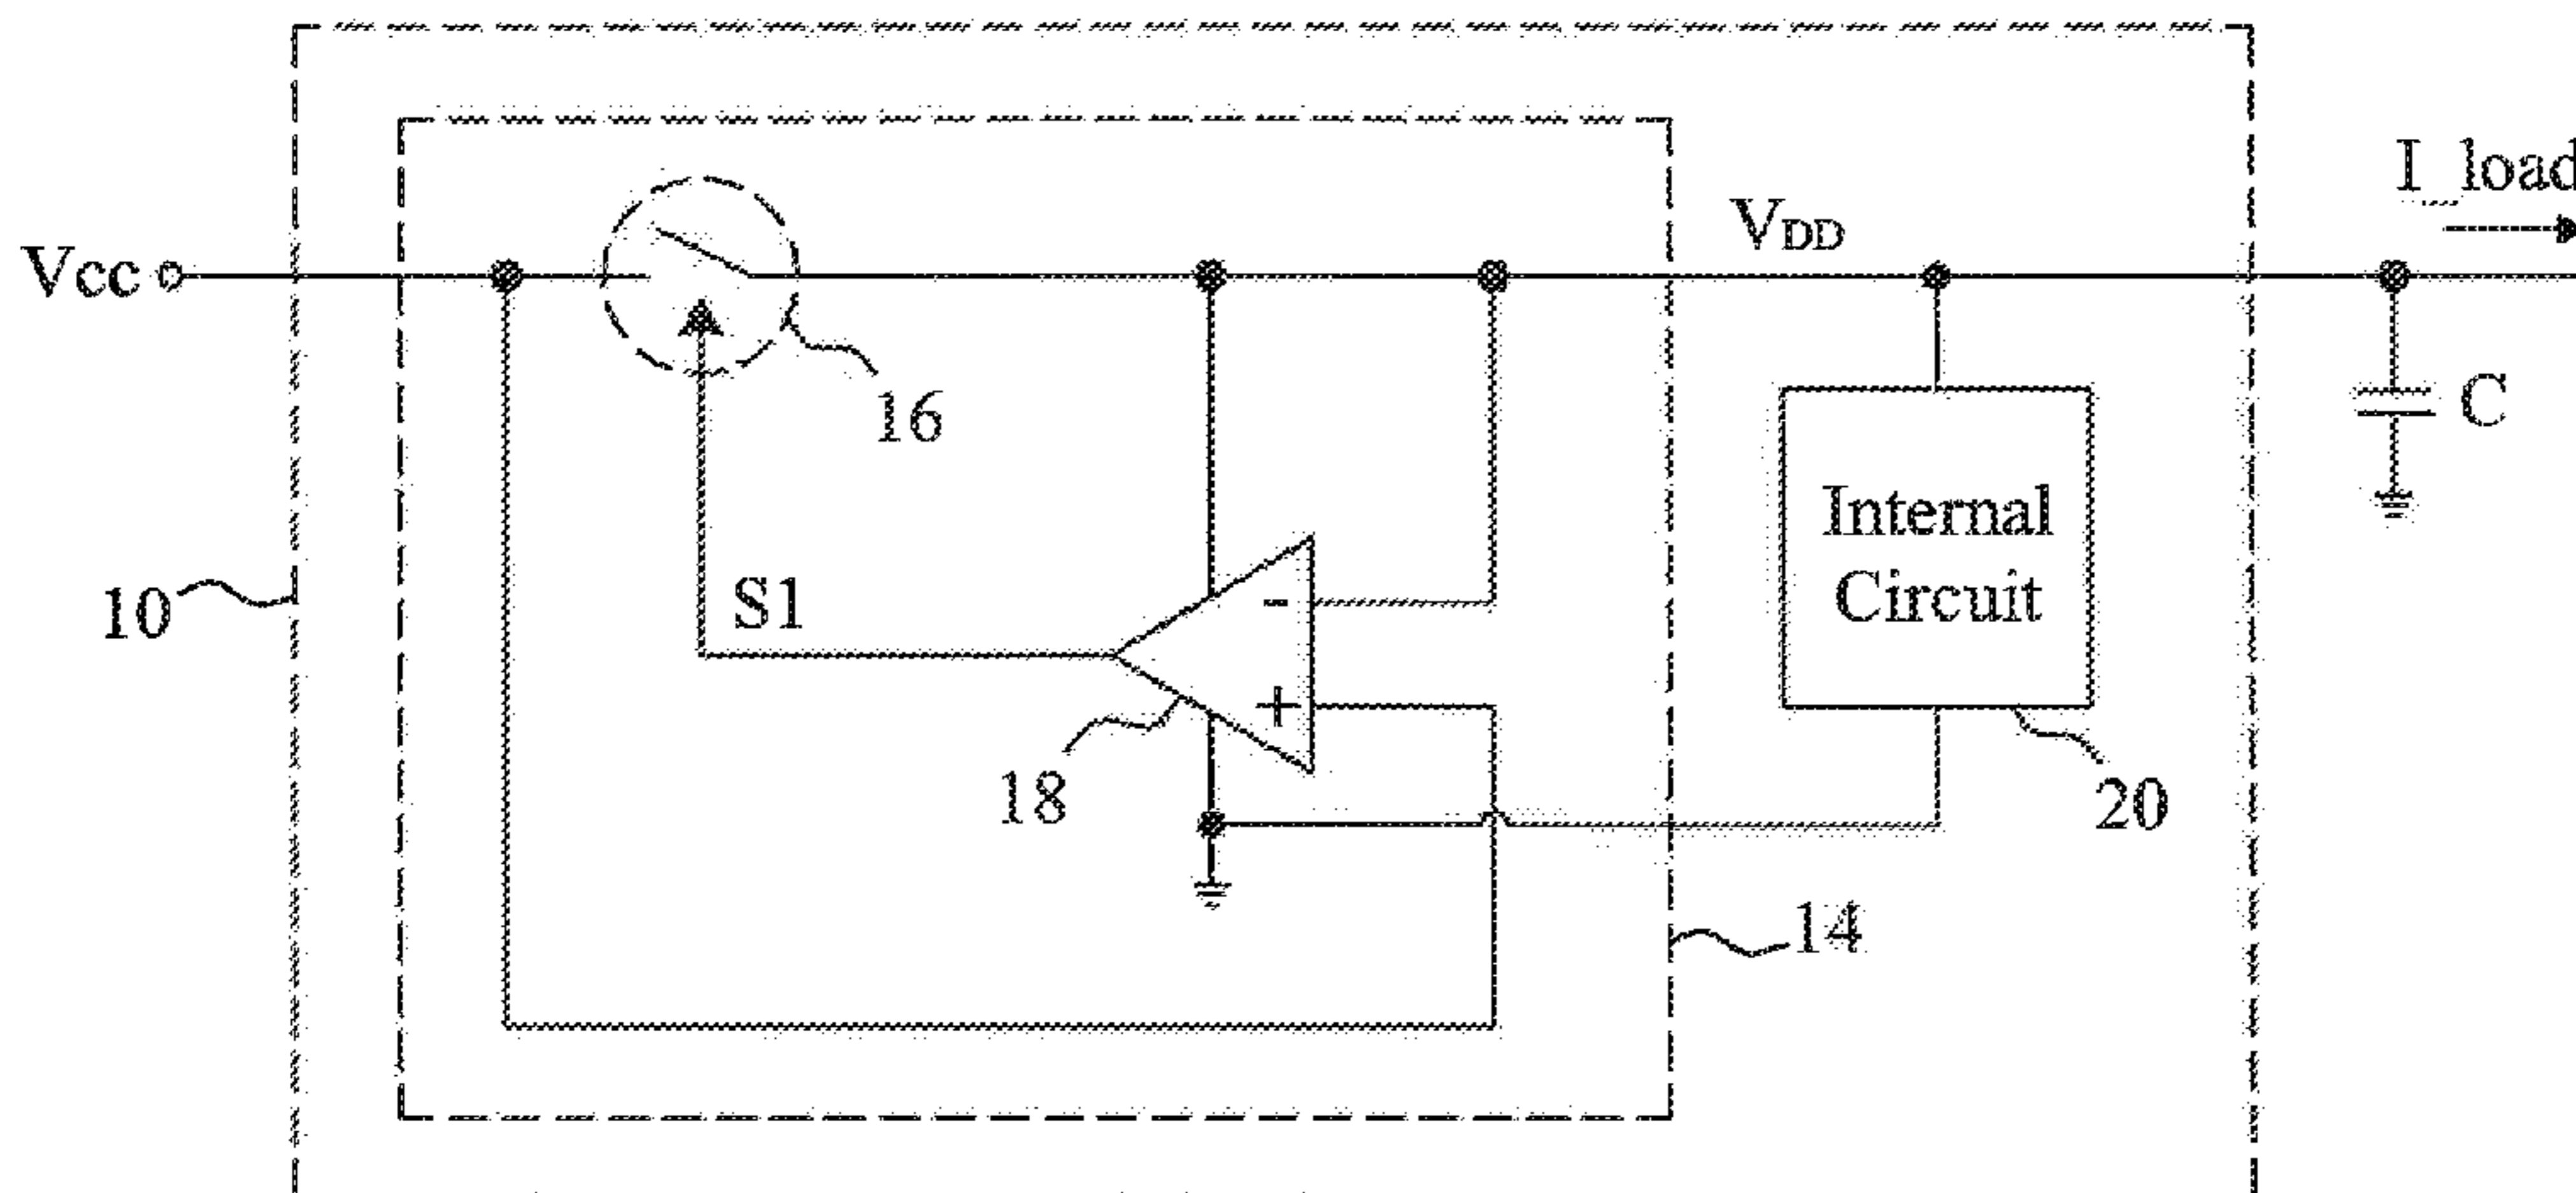 I_load
VDD
Vcc
16
C
Internal
Circuit
S1
-
10
+
18
20
14